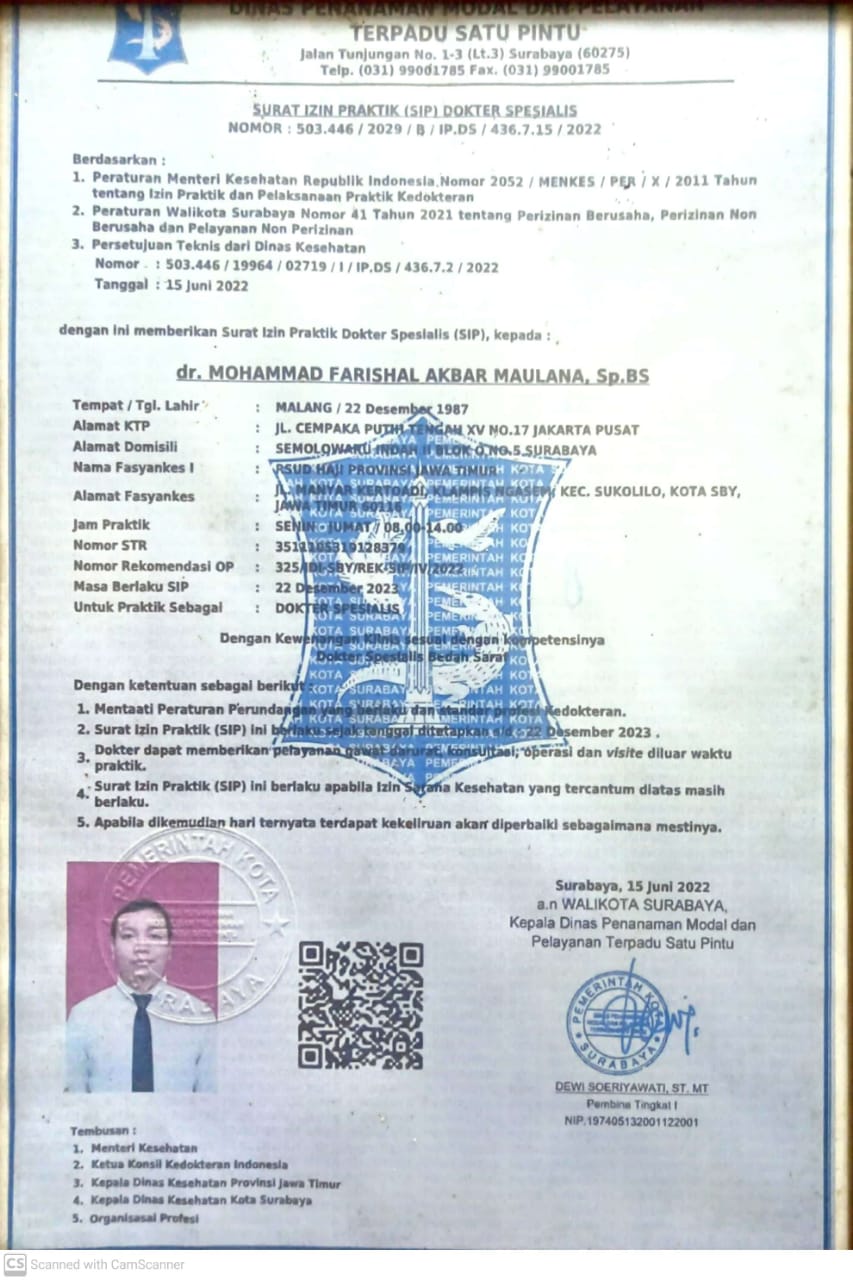 DINAS PENANAMAN MODAL DAN PELAYANAN
TERPADU SATU PINTU
Jalan Tunjungan No. 1-3 (Lt.3) Surabaya (60275)
Telp. (031) 99001785 Fax. (031) 99001785
SURAT IZIN PRAKTIK (SIP) DOKTER SPESIALIS
NOMOR : 503.446 / 2029 / B / IP.DS / 436.7.15 / 2022
Berdasarkan :
1. Peraturan Menteri Kesehatan Republik Indonesia Nomor 2052 / MENKES / PER / X / 2011 Tahun
tentang Izin Praktik dan Pelaksanaan Praktik Kedokteran
2. Peraturan Walikota Surabaya Nomor 41 Tahun 2021 tentang Perizinan Berusaha, Perizinan Non
Berusaha dan Pelayanan Non Perizinan
3. Persetujuan Teknis dari Dinas Kesehatan
Nomor : 503.446 / 19964 / 02719 / I / IP.DS / 436.7.2 / 2022
Tanggal : 15 Juni 2022
dengan ini memberikan Surat Izin Praktik Dokter Spesialis (SIP), kepada :
dr. MOHAMMAD FARISHAL AKBAR MAULANA, Sp.BS
Tempat / Tgl. Lahir : MALANG / 22 Desember 1987
Alamat KTP : JL. CEMPAKA PUTIH TENGAH XV NO.17 JAKARTA PUSAT
Alamat Domisili : SEMOLOWARU INDAH II BLOK O NO.5 SURABAYA
Nama Fasyankes I : RSUD HAJI PROVINSI JAWA TIMUR
Alamat Fasyankes : JL. MANYAR KERTOADI, KLAMPIS NGASEM, KEC. SUKOLILO, KOTA SBY,
JAWA TIMUR 60116
Jam Praktik : SENIN - JUMAT / 08.00-14.00
Nomor STR : 3511105319128379
Nomor Rekomendasi OP : 325/IDI-SBY/REK-SIP/IV/2022
Masa Berlaku SIP : 22 Desember 2023
Untuk Praktik Sebagai : DOKTER SPESIALIS
Dengan Kewenangan Klinis sesuai dengan kompetensinya
Dokter Spesialis Bedah Saraf
Dengan ketentuan sebagai berikut :
1. Mentaati Peraturan Perundangan yang berlaku dan standar profesi Kedokteran.
2. Surat Izin Praktik (SIP) ini berlaku sejak tanggal ditetapkan s/d : 22 Desember 2023 .
3. Dokter dapat memberikan pelayanan gawat darurat, konsultasi, operasi dan visite diluar waktu
praktik.
4. Surat Izin Praktik (SIP) ini berlaku apabila Izin Sarana Kesehatan yang tercantum diatas masih
berlaku.
5. Apabila dikemudian hari ternyata terdapat kekeliruan akan diperbaiki sebagaimana mestinya.
PEMERINTAH KOTA
SURABAYA
Surabaya, 15 Juni 2022
a.n WALIKOTA SURABAYA,
Kepala Dinas Penanaman Modal dan
Pelayanan Terpadu Satu Pintu
PEMERINTAH KOTA
SURABAYA
DEWI SOERIYAWATI, ST. MT
Pembina Tingkat I
NIP.197405132001122001
Tembusan :
1. Menteri Kesehatan
2. Ketua Konsil Kedokteran Indonesia
3. Kepala Dinas Kesehatan Provinsi Jawa Timur
4. Kepala Dinas Kesehatan Kota Surabaya
5. Organisasi Profesi
CS Scanned with CamScanner